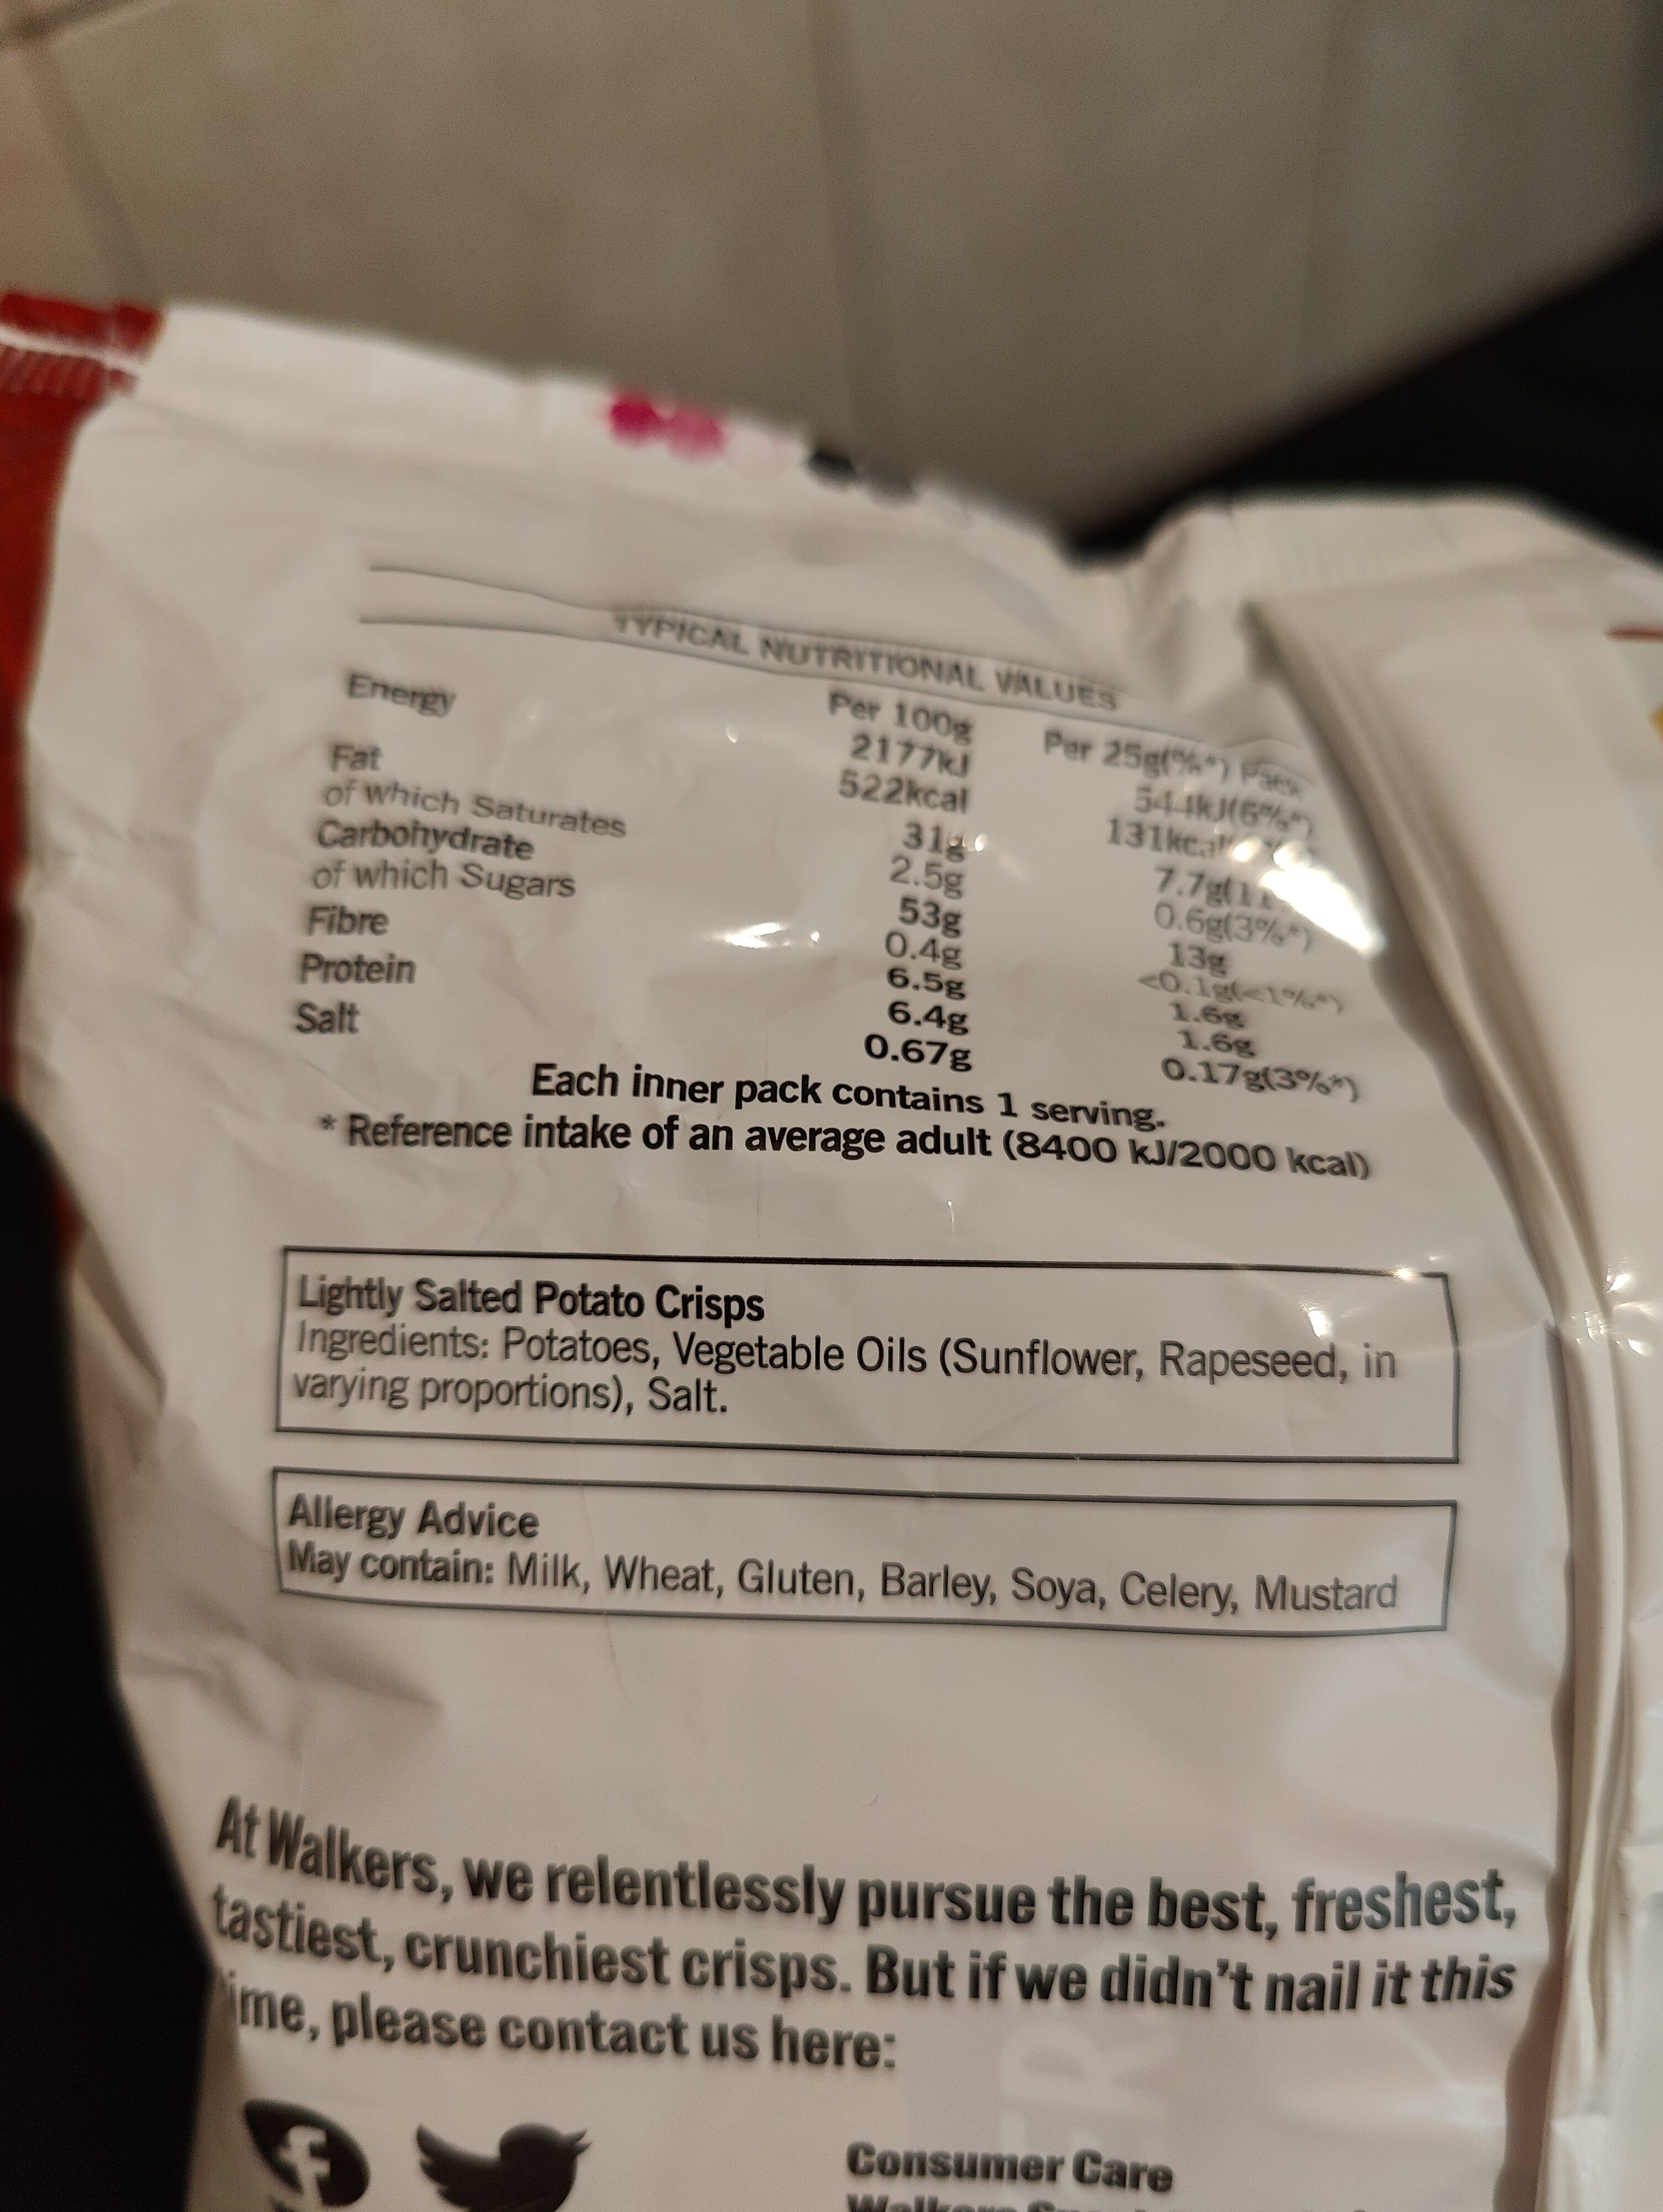 TYPICAL NUTRITIONAL VALUES
Per 100g Per 25g(%*) Pack
Energy 2177kJ 544kJ(6%*)
522kcal 131kcal
Fat 31g 7.7g
of which Saturates 2.5g 0.6g(3%*)
Carbohydrate 53g 13g
of which Sugars 0.4g <0.1g(<1%*)
Fibre 6.5g 1.6g
Protein 6.4g 1.6g
Salt 0.67g 0.17g(3%*)
Each inner pack contains 1 serving.
* Reference intake of an average adult (8400 kJ/2000 kcal)
Lightly Salted Potato Crisps
Ingredients: Potatoes, Vegetable Oils (Sunflower, Rapeseed, in
varying proportions), Salt.
Allergy Advice
May contain: Milk, Wheat, Gluten, Barley, Soya, Celery, Mustard
At Walkers, we relentlessly pursue the best, freshest,
tastiest, crunchiest crisps. But if we didn't nail it this
ime, please contact us here:
Consumer Care